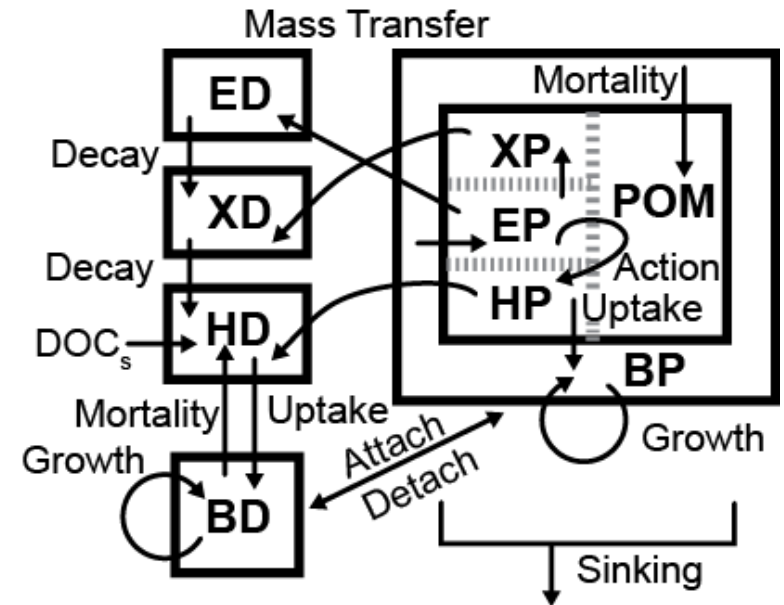 Mass Transfer
ED
Decay
XD
Decay
HD
DOCs
Mortality
Uptake
Growth
BD
Attach
Detach
Mortality
XP
POM
EP
Action
HP
Uptake
BP
Growth
Sinking